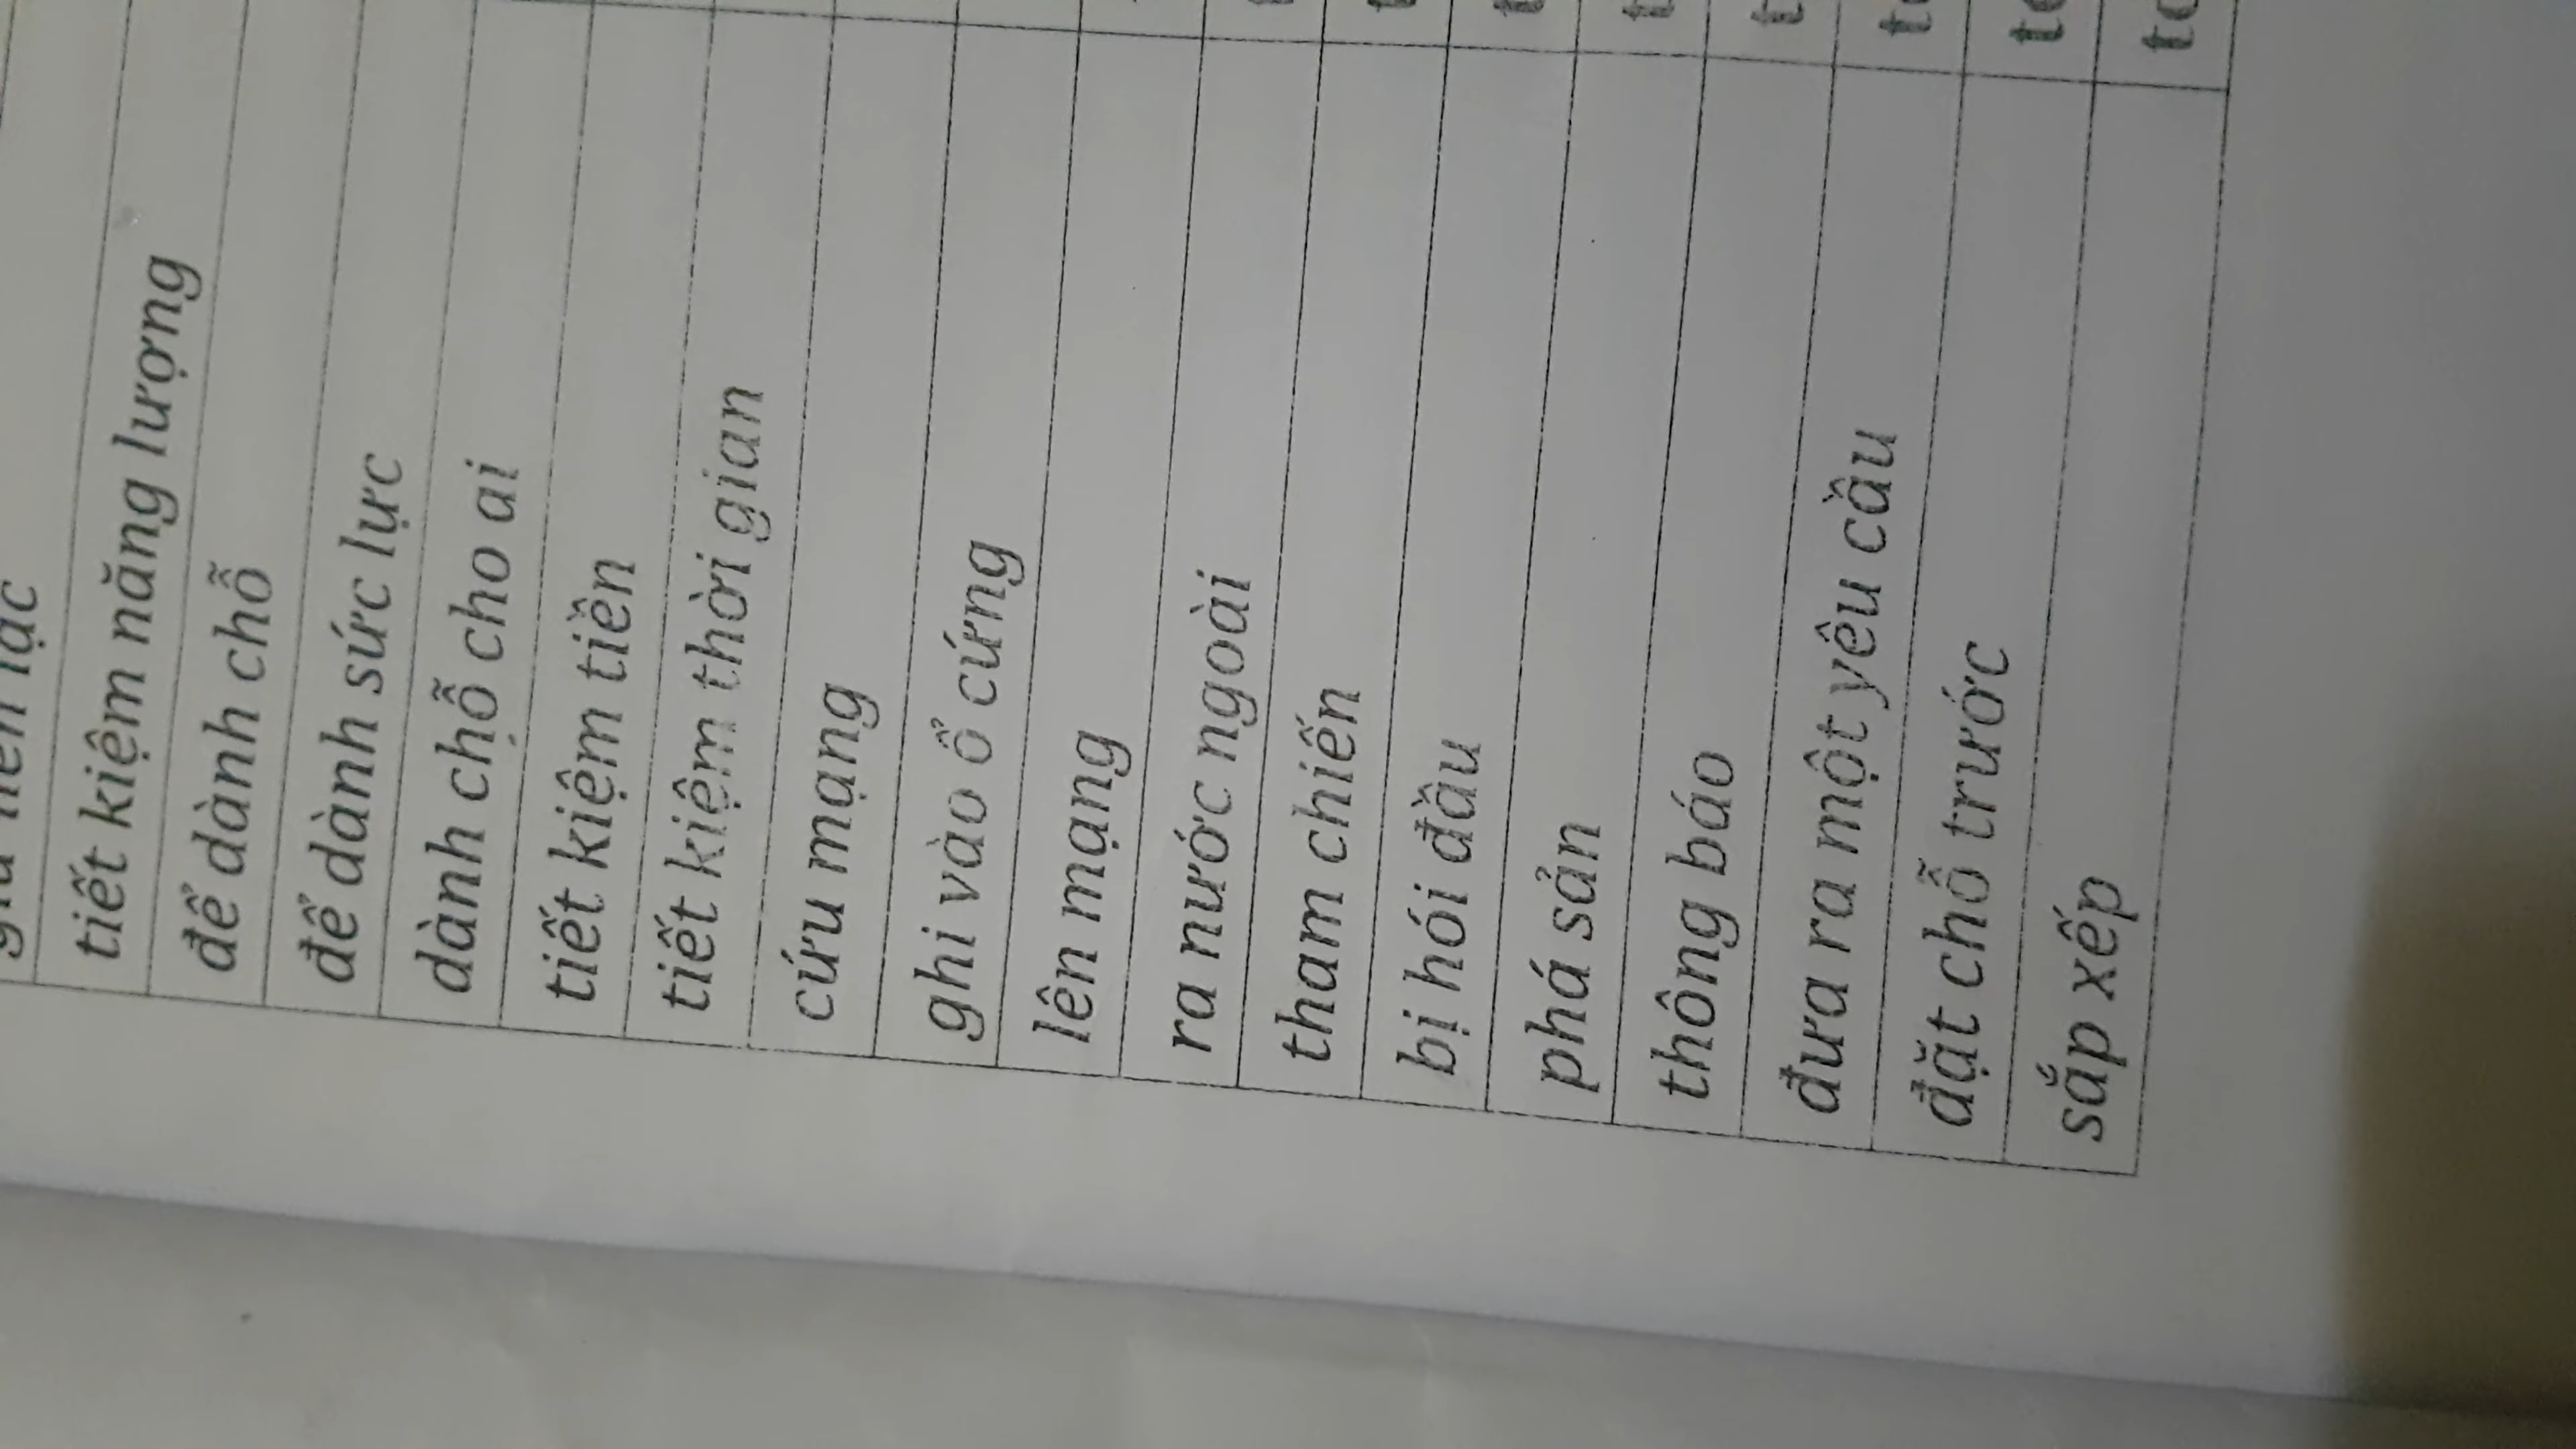 tiết kiệm năng lượng
để dành chỗ
để dành sức lực
dành chỗ cho ai
tiết kiệm tiền
tiết kiệm thời gian
cứu mạng
ghi vào ổ cứng
lên mạng
ra nước ngoài
tham chiến
bị hói đầu
phá sản
thông báo
đưa ra một yêu cầu
đặt chỗ trước
sắp xếp